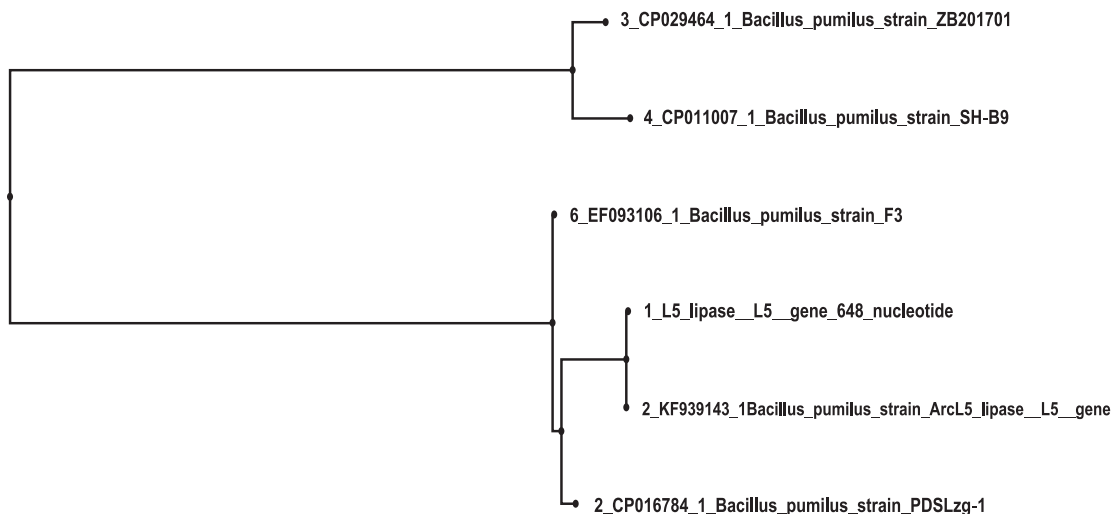 3_CP029464_1_Bacillus_pumilus_strain_ZB201701
4_CP011007_1_Bacillus_pumilus_strain_SH-B9
6_EF093106_1_Bacillus_pumilus_strain_F3
1_L5_lipase__L5__gene_648_nucleotide
2_KF939143_1Bacillus_pumilus_strain_ArcL5_lipase__L5__gene
2_CP016784_1_Bacillus_pumilus_strain_PDSLzg-1